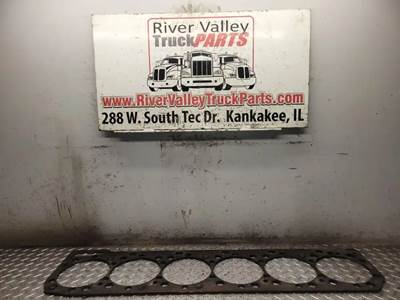 River Valley
TruckPARTS
www.RiverValleyTruckParts.com
288 W. South Tec Dr. Kankakee, IL